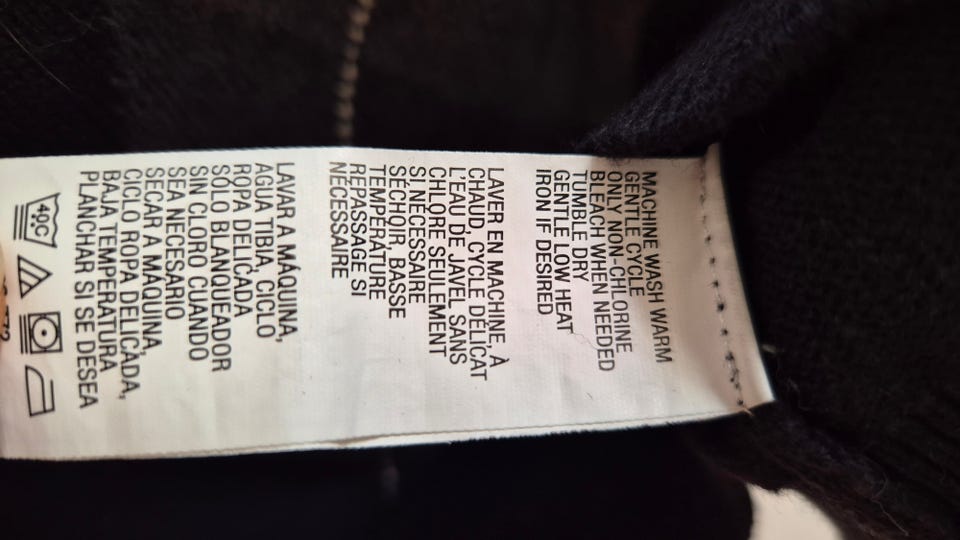 MACHINE WASH WARM
GENTLE CYCLE
ONLY NON-CHLORINE
BLEACH WHEN NEEDED
TUMBLE DRY
GENTLE LOW HEAT
IRON IF DESIRED
LAVER EN MACHINE, À
CHAUD, CYCLE DÉLICAT
L'EAU DE JAVEL SANS
CHLORE SEULEMENT
SI NÉCESSAIRE
SÉCHOIR, BASSE
TEMPÉRATURE
REPASSAGE SI
NÉCESSAIRE
LAVAR A MÁQUINA,
AGUA TIBIA, CICLO
ROPA DELICADA
SOLO BLANQUEADOR
SIN CLORO CUANDO
SEA NECESARIO
SECAR A MÁQUINA,
CICLO ROPA DELICADA,
BAJA TEMPERATURA
PLANCHAR SI SE DESEA
40C